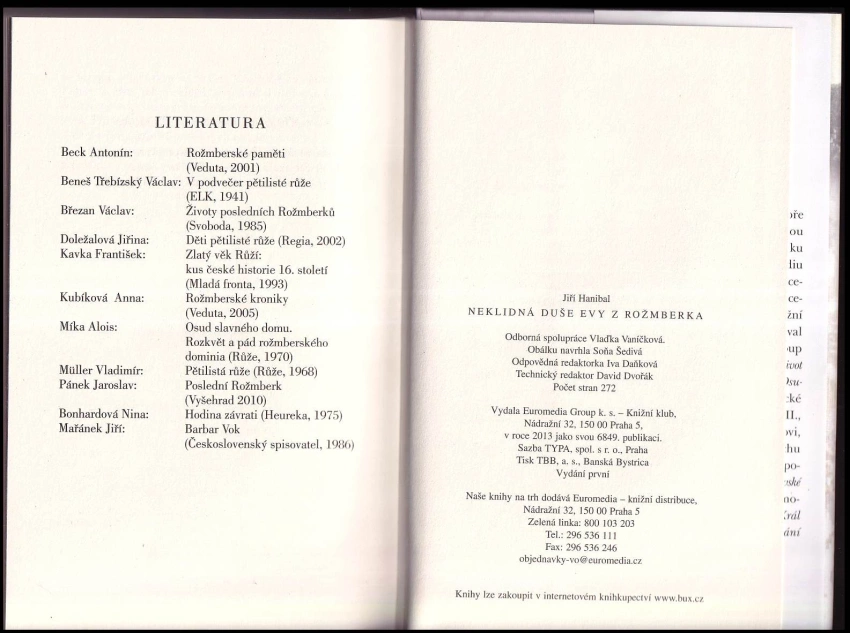 LITERATURA
Beck Antonín: Rožmberské paměti
(Veduta, 2001)
Beneš Třebízský Václav: V podvečer pětilisté růže
(ELK, 1941)
Březan Václav: Životy posledních Rožmberků
(Svoboda, 1985)
Doležalová Jiřina: Děti pětilisté růže (Regia, 2002)
Kavka František: Zlatý věk Růží:
kus české historie 16. století
(Mladá fronta, 1993)
Kubíková Anna: Rožmberské kroniky
(Veduta, 2005)
Míka Alois: Osud slavného domu.
Rozkvět a pád rožmberského
dominia (Růže, 1970)
Müller Vladimír: Pětilistá růže (Růže, 1968)
Pánek Jaroslav: Poslední Rožmberk
(Vyšehrad 2010)
Bonhardová Nina: Hodina závrati (Heureka, 1975)
Mařánek Jiří: Barbar Vok
(Československý spisovatel, 1986)
Jiří Hanibal
NEKLIDNÁ DUŠE EVY Z ROŽMBERKA
Odborná spolupráce Vlaďka Vaníčková.
Obálku navrhla Soňa Šedivá
Odpovědná redaktorka Iva Daňková
Technický redaktor David Dvořák
Počet stran 272
Vydala Euromedia Group k. s. – Knižní klub,
Nádražní 32, 150 00 Praha 5,
v roce 2013 jako svou 6849. publikaci.
Sazba TYPA, spol. s r. o., Praha
Tisk TBB, a. s., Banská Bystrica
Vydání první
Naše knihy na trh dodává Euromedia – knižní distribuce,
Nádražní 32, 150 00 Praha 5
Zelená linka: 800 103 203
Tel.: 296 536 111
Fax: 296 536 246
objednavky-vo@euromedia.cz
Knihy lze zakoupit v internetovém knihkupectví www.bux.cz